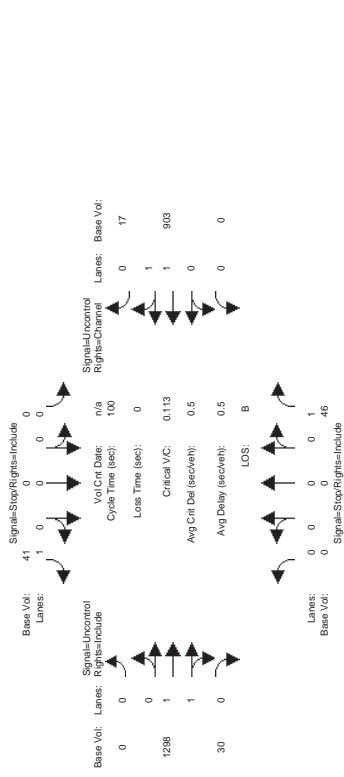 Signal=Stop/Rights=Include
Base Vol: 41 0 0
Lanes: 1 0 0 0 0
Signal=Uncontrol Signal=Uncontrol
Base Vol: Lanes: Rights=Include Vol Cnt Date: n/a Rights=Channel Lanes: Base Vol:
0 0 Cycle Time (sec): 100 0 17
0 Loss Time (sec): 0 1
1298 1 Critical V/C: 0.113 1 903
1 Avg Crit Del (sec/veh): 0.5 0
30 0 Avg Delay (sec/veh): 0.5 0 0
LOS: B
Lanes: 0 0 0 0 1
Base Vol: 0 0 46
Signal=Stop/Rights=Include